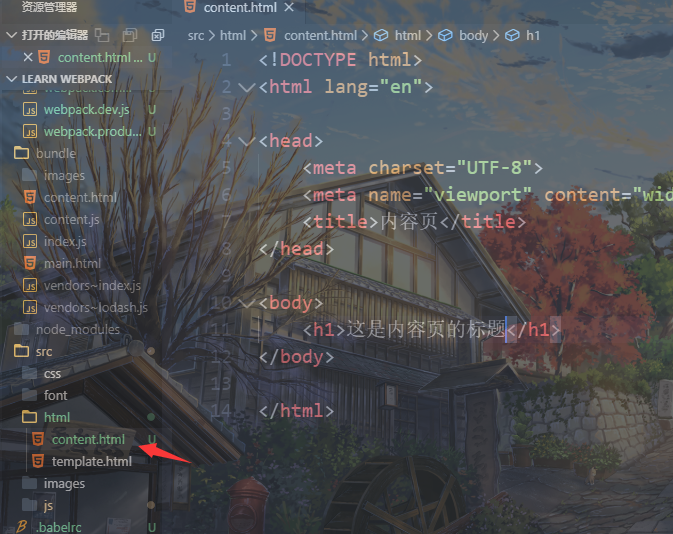 资源管理器
content.html
打开的编辑器
content.html ... U
LEARN WEBPACK
webpack.dev.js U
webpack.produ... U
bundle
images
content.html
content.js
index.js
main.html
vendors~index.js
vendors~lodash.js
node_modules
src
css
font
html
content.html U
template.html
images
js
.babelrc U
src > html > content.html > html > body > h1
1 <!DOCTYPE html>
2 <html lang="en">
4 <head>
5 <meta charset="UTF-8">
6 <meta name="viewport" content="wid
7 <title>内容页</title>
8 </head>
9
10 <body>
11 <h1>这是内容页的标题</h1>
12 </body>
13
14 </html>